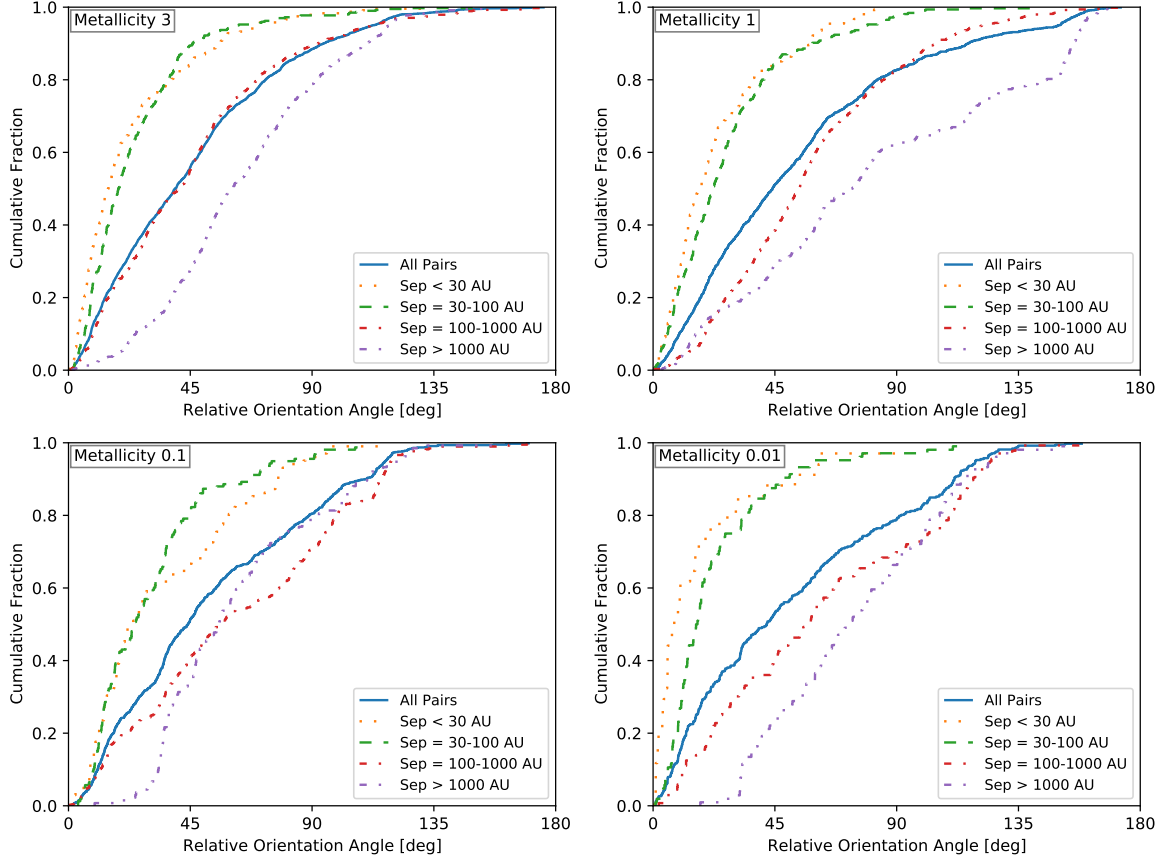 Metallicity 3
1.0
0.8
0.6
0.4
0.2
0.0
Cumulative Fraction
All Pairs
Sep < 30 AU
Sep = 30-100 AU
Sep = 100-1000 AU
Sep > 1000 AU
0 45 90 135 180
Relative Orientation Angle [deg]
Metallicity 1
1.0
0.8
0.6
0.4
0.2
0.0
Cumulative Fraction
All Pairs
Sep < 30 AU
Sep = 30-100 AU
Sep = 100-1000 AU
Sep > 1000 AU
0 45 90 135 180
Relative Orientation Angle [deg]
Metallicity 0.1
1.0
0.8
0.6
0.4
0.2
0.0
Cumulative Fraction
All Pairs
Sep < 30 AU
Sep = 30-100 AU
Sep = 100-1000 AU
Sep > 1000 AU
0 45 90 135 180
Relative Orientation Angle [deg]
Metallicity 0.01
1.0
0.8
0.6
0.4
0.2
0.0
Cumulative Fraction
All Pairs
Sep < 30 AU
Sep = 30-100 AU
Sep = 100-1000 AU
Sep > 1000 AU
0 45 90 135 180
Relative Orientation Angle [deg]